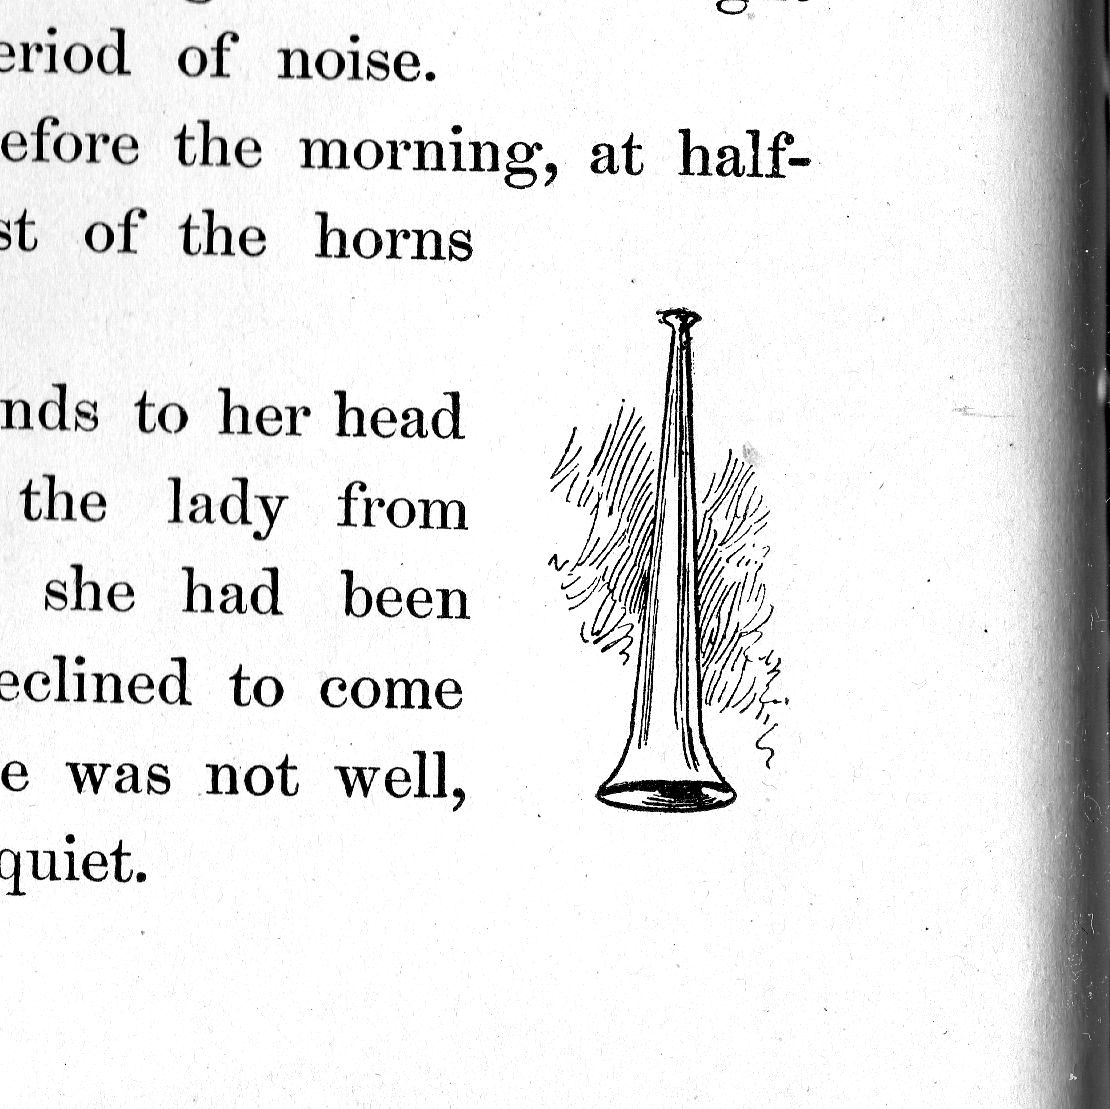 eriod of noise.
efore the morning, at half-
st of the horns
nds to her head
the lady from
she had been
eclined to come
e was not well,
quiet.